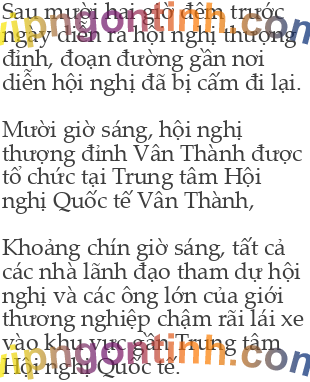 Sau mười hai giờ đêm trước
ngày diễn ra hội nghị thượng
đỉnh, đoạn đường gần nơi
diễn hội nghị đã bị cấm đi lại.
Mười giờ sáng, hội nghị
thượng đỉnh Vân Thành được
tổ chức tại Trung tâm Hội
nghị Quốc tế Vân Thành,
Khoảng chín giờ sáng, tất cả
các nhà lãnh đạo tham dự hội
nghị và các ông lớn của giới
thương nghiệp chậm rãi lái xe
vào khu vực gần Trung tâm
Hội nghị Quốc tế.
vipngontinh.com
vipngontinh.com